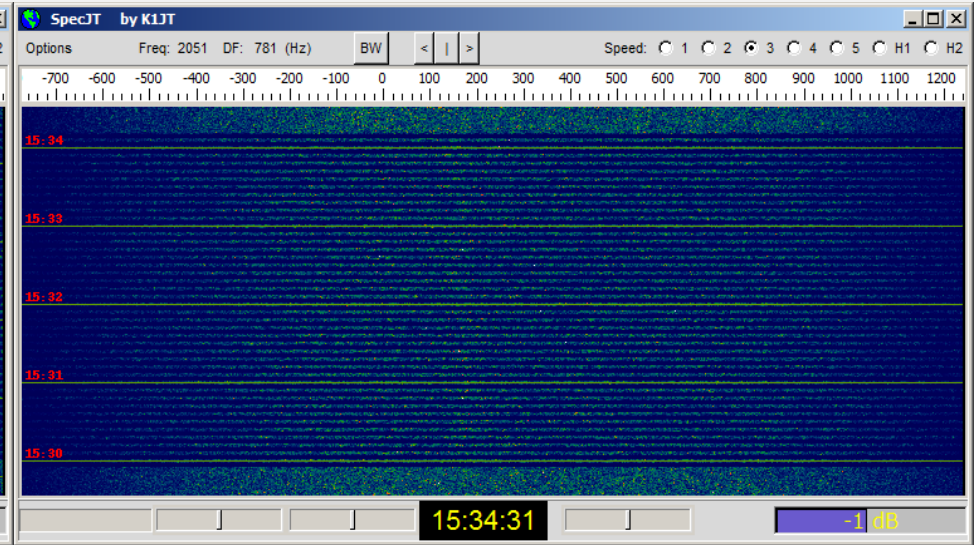 SpecJT by K1JT
Options Freq: 2051 DF: 781 (Hz) BW < | > Speed: 1 2 3 4 5 H1 H2
-700 -600 -500 -400 -300 -200 -100 0 100 200 300 400 500 600 700 800 900 1000 1100 1200
15:34
15:33
15:32
15:31
15:30
15:34:31 -1 dB